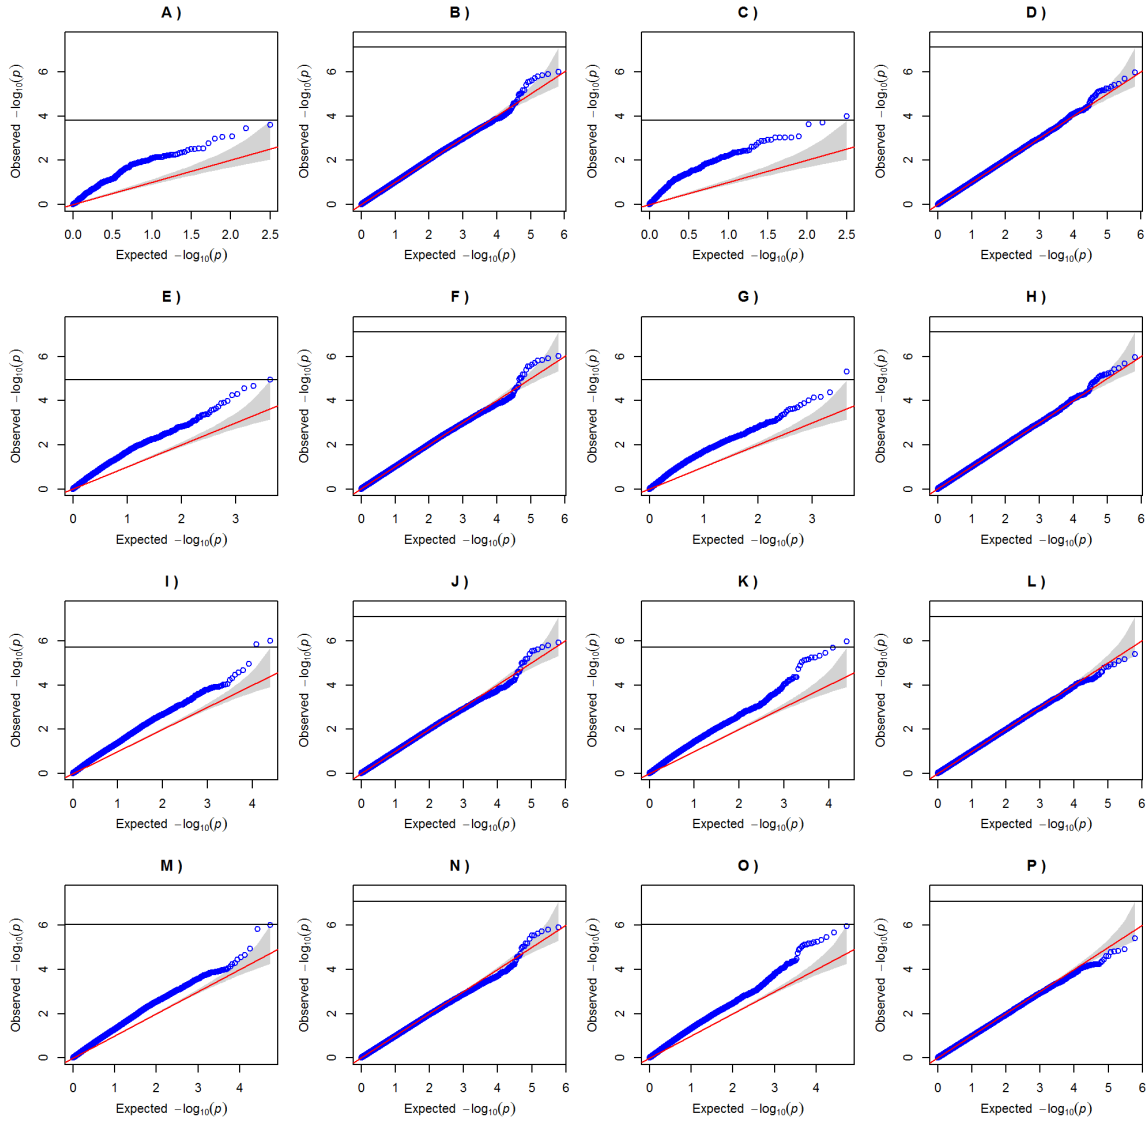 A )
B )
C )
D )
Observed −log10(p)
0 2 4 6
0.0 0.5 1.0 1.5 2.0 2.5
Expected −log10(p)
Observed −log10(p)
0 2 4 6
0 1 2 3 4 5 6
Expected −log10(p)
Observed −log10(p)
0 2 4 6
0.0 0.5 1.0 1.5 2.0 2.5
Expected −log10(p)
Observed −log10(p)
0 2 4 6
0 1 2 3 4 5 6
Expected −log10(p)
E )
F )
G )
H )
Observed −log10(p)
0 2 4 6
0 1 2 3
Expected −log10(p)
Observed −log10(p)
0 2 4 6
0 1 2 3 4 5 6
Expected −log10(p)
Observed −log10(p)
0 2 4 6
0 1 2 3
Expected −log10(p)
Observed −log10(p)
0 2 4 6
0 1 2 3 4 5 6
Expected −log10(p)
I )
J )
K )
L )
Observed −log10(p)
0 2 4 6
0 1 2 3 4
Expected −log10(p)
Observed −log10(p)
0 2 4 6
0 1 2 3 4 5 6
Expected −log10(p)
Observed −log10(p)
0 2 4 6
0 1 2 3 4
Expected −log10(p)
Observed −log10(p)
0 2 4 6
0 1 2 3 4 5 6
Expected −log10(p)
M )
N )
O )
P )
Observed −log10(p)
0 2 4 6
0 1 2 3 4
Expected −log10(p)
Observed −log10(p)
0 2 4 6
0 1 2 3 4 5 6
Expected −log10(p)
Observed −log10(p)
0 2 4 6
0 1 2 3 4
Expected −log10(p)
Observed −log10(p)
0 2 4 6
0 1 2 3 4 5 6
Expected −log10(p)